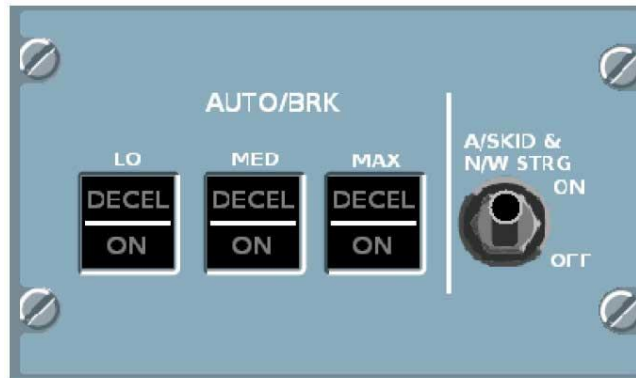 AUTO/BRK
LO MED MAX
DECEL DECEL DECEL
ON ON ON
A/SKID &
N/W STRG
ON
OFF